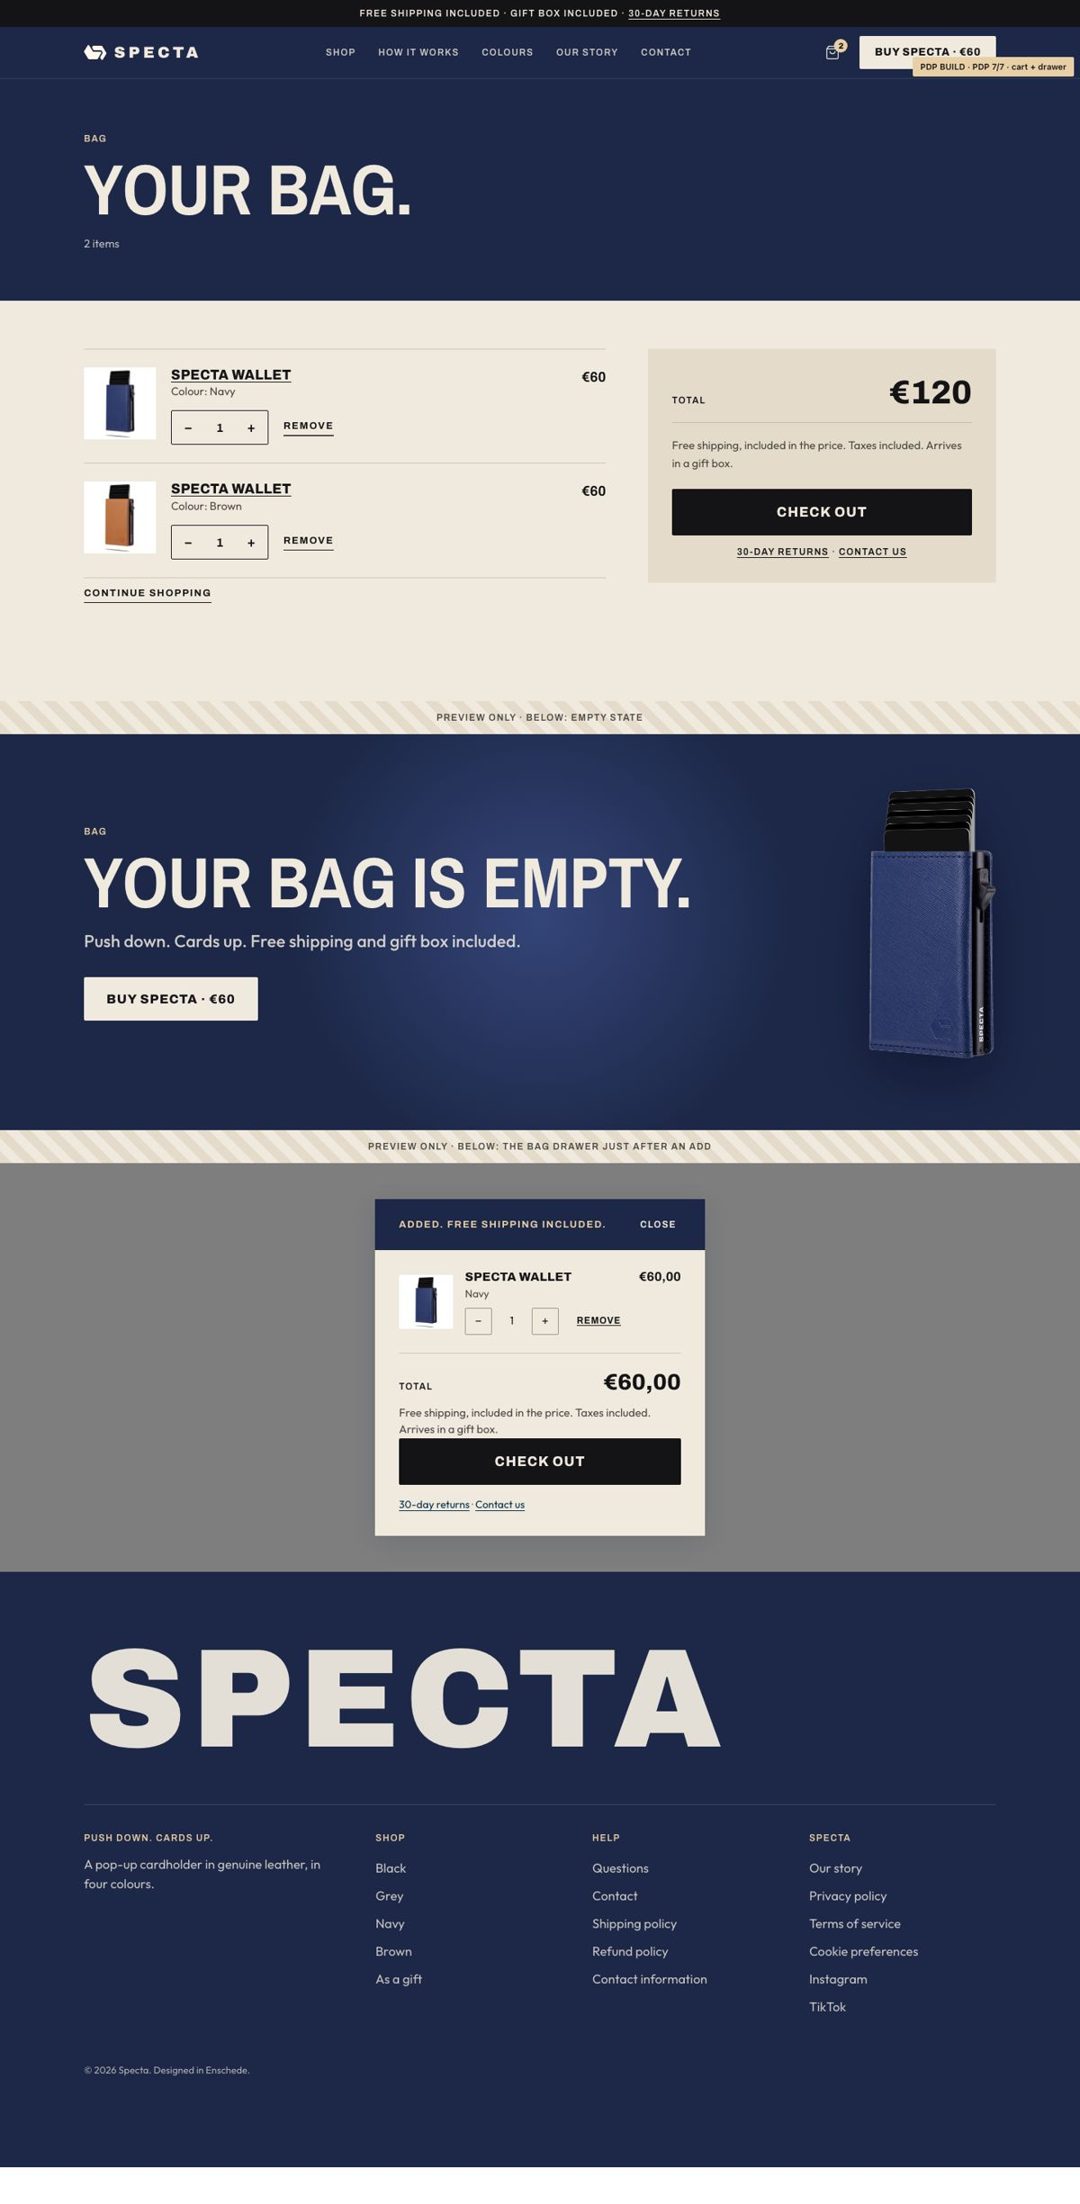 FREE SHIPPING INCLUDED · GIFT BOX INCLUDED · 30-DAY RETURNS
SPECTA
SHOP
HOW IT WORKS
COLOURS
OUR STORY
CONTACT
2
BUY SPECTA · €60
PDP BUILD · PDP 7/7 · cart + drawer
BAG
YOUR BAG.
2 items
SPECTA WALLET
€60
Colour: Navy
− 1 +
REMOVE
SPECTA WALLET
€60
Colour: Brown
− 1 +
REMOVE
CONTINUE SHOPPING
TOTAL
€120
Free shipping, included in the price. Taxes included. Arrives
in a gift box.
CHECK OUT
30-DAY RETURNS · CONTACT US
PREVIEW ONLY · BELOW: EMPTY STATE
BAG
YOUR BAG IS EMPTY.
Push down. Cards up. Free shipping and gift box included.
BUY SPECTA · €60
SPECTA
PREVIEW ONLY · BELOW: THE BAG DRAWER JUST AFTER AN ADD
ADDED. FREE SHIPPING INCLUDED.
CLOSE
SPECTA WALLET
€60,00
Navy
− 1 +
REMOVE
TOTAL
€60,00
Free shipping, included in the price. Taxes included.
Arrives in a gift box.
CHECK OUT
30-day returns · Contact us
SPECTA
PUSH DOWN. CARDS UP.
A pop-up cardholder in genuine leather, in
four colours.
SHOP
Black
Grey
Navy
Brown
As a gift
HELP
Questions
Contact
Shipping policy
Refund policy
Contact information
SPECTA
Our story
Privacy policy
Terms of service
Cookie preferences
Instagram
TikTok
© 2026 Specta. Designed in Enschede.